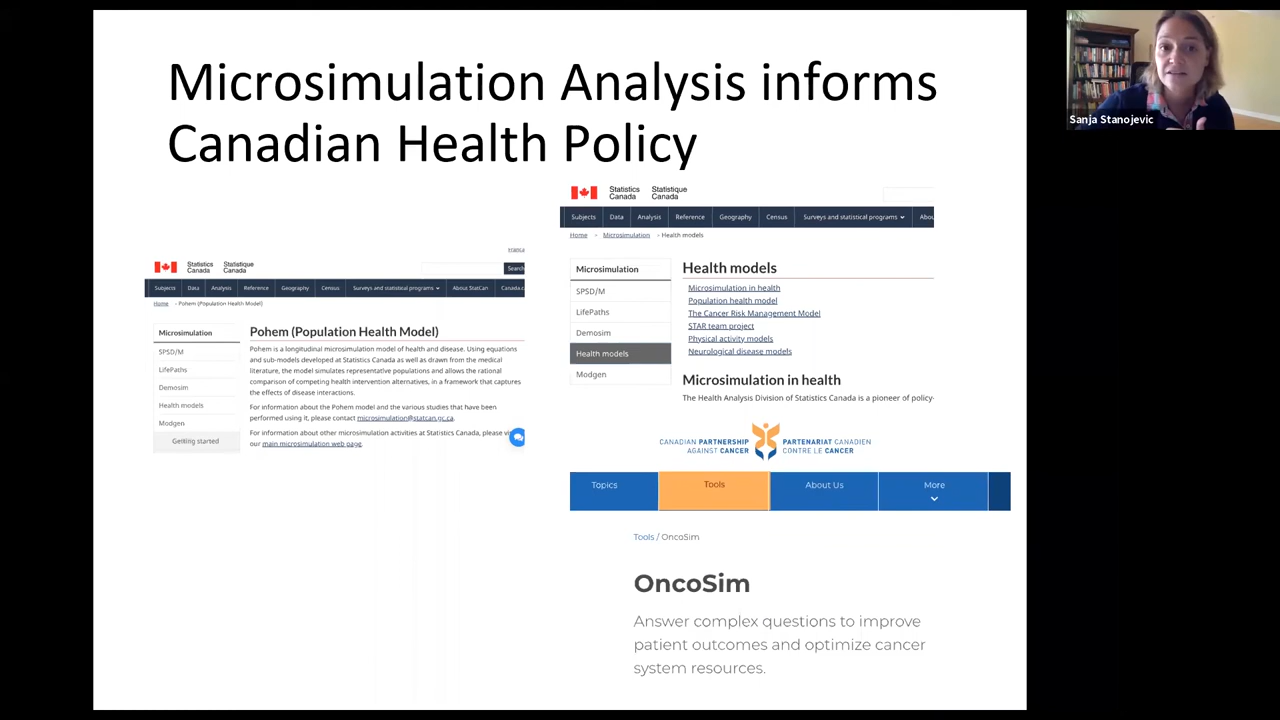 Microsimulation Analysis informs
Canadian Health Policy
Sanja Stanojevic
Statistics Canada
Statistique Canada
Search
Subjects Data Analysis Reference Geography Census Surveys and statistical programs About StatCan
Home Pohem (Population Health Model)
Microsimulation
SPSD/M
LifePaths
Demosim
Health models
Modgen
Getting started
Pohem (Population Health Model)
Pohem is a longitudinal microsimulation model of health and disease. Using equations
and sub-models developed at Statistics Canada as well as drawn from the medical
literature, the model simulates representative populations and allows the rational
comparison of competing health intervention alternatives, in a framework that captures
the effects of disease interactions.
For information about the Pohem model and the various studies that have been
performed using it, please contact microsimulation@statcan.gc.ca.
For information about other microsimulation activities at Statistics Canada, please
our main microsimulation web page.
Statistics Canada
Statistique Canada
Subjects Data Analysis Reference Geography Census Surveys and statistical programs Abou
Home Microsimulation Health models
Microsimulation
SPSD/M
LifePaths
Demosim
Health models
Modgen
Health models
Microsimulation in health
Population health model
The Cancer Risk Management Model
STAR team project
Physical activity models
Neurological disease models
Microsimulation in health
The Health Analysis Division of Statistics Canada is a pioneer of policy-
CANADIAN PARTNERSHIP
AGAINST CANCER
PARTENARIAT CANADIEN
CONTRE LE CANCER
Topics Tools About Us More
Tools / OncoSim
OncoSim
Answer complex questions to improve
patient outcomes and optimize cancer
system resources.